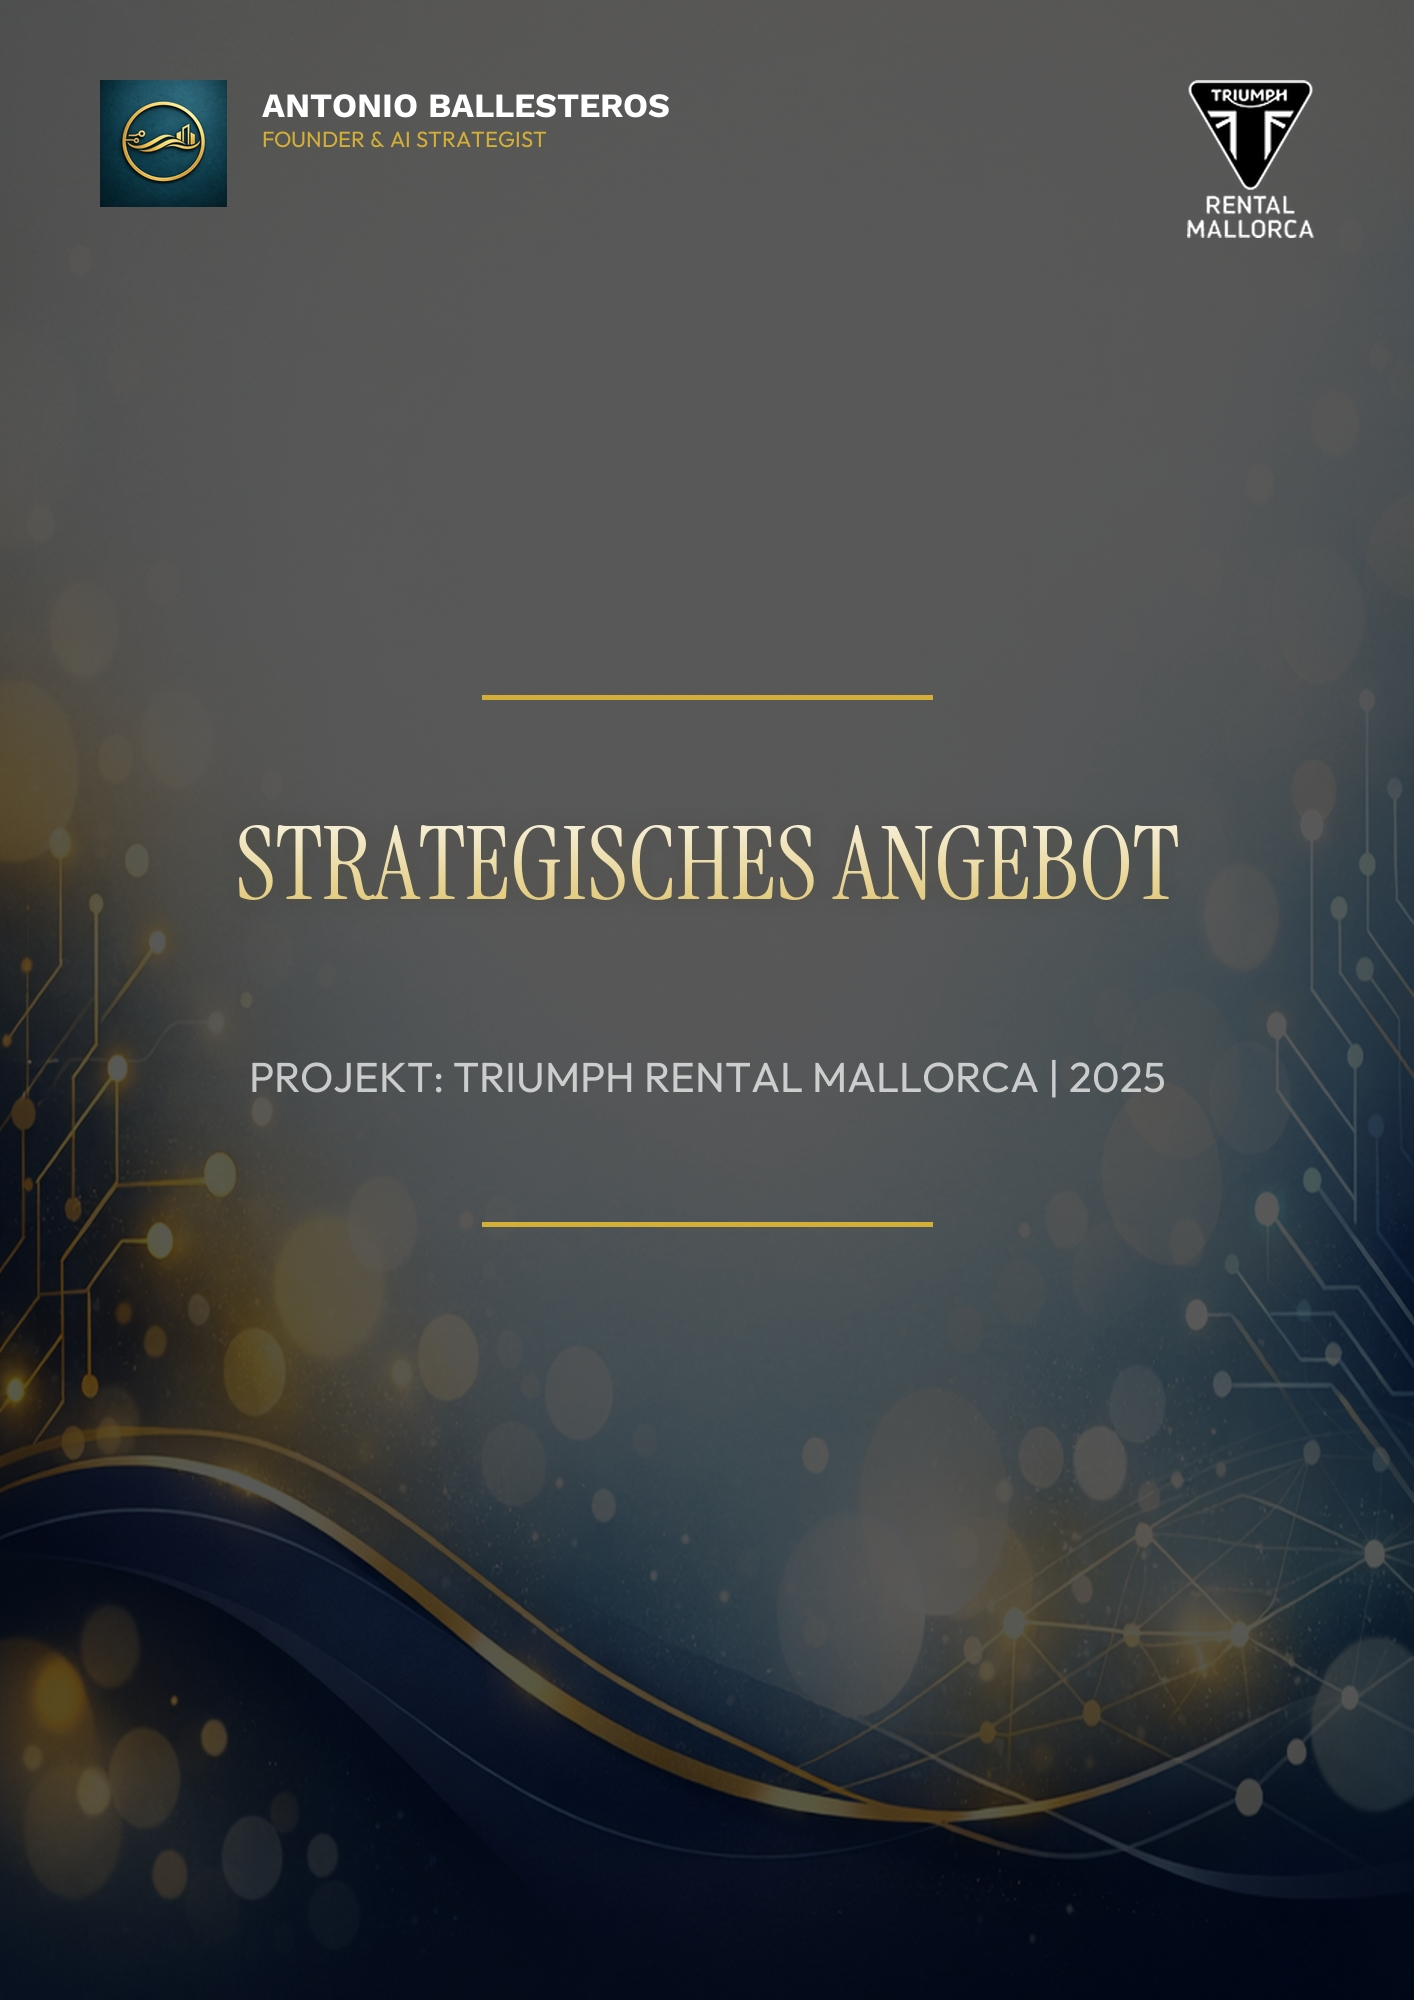 ANTONIO BALLESTEROS
FOUNDER & AI STRATEGIST
TRIUMPH
RENTAL
MALLORCA
STRATEGISCHES ANGEBOT
PROJEKT: TRIUMPH RENTAL MALLORCA | 2025